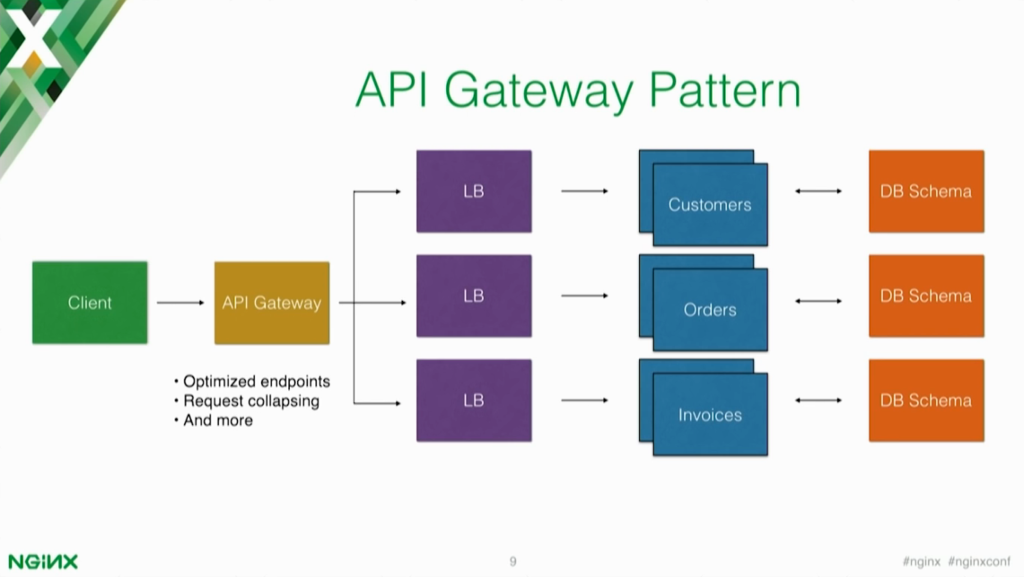 API Gateway Pattern
LB
Customers
DB Schema
Client
API Gateway
LB
Orders
DB Schema
• Optimized endpoints
• Request collapsing
• And more
LB
Invoices
DB Schema
NGINX
9
#nginx #nginxconf